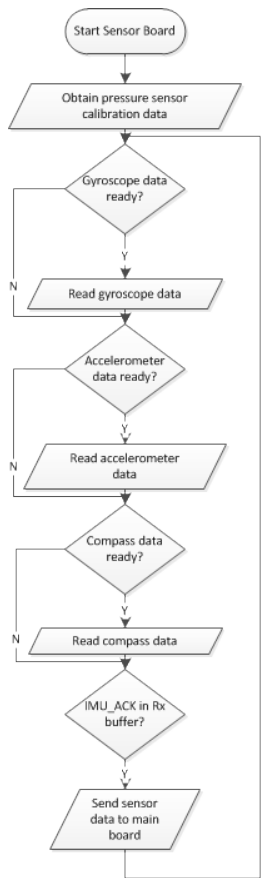 Start Sensor Board
Obtain pressure sensor
calibration data
Gyroscope data
ready?
Y
N
Read gyroscope data
Accelerometer
data ready?
Y
N
Read accelerometer
data
Compass data
ready?
Y
N
Read compass data
IMU_ACK in Rx
buffer?
Y
Send sensor
data to main
board